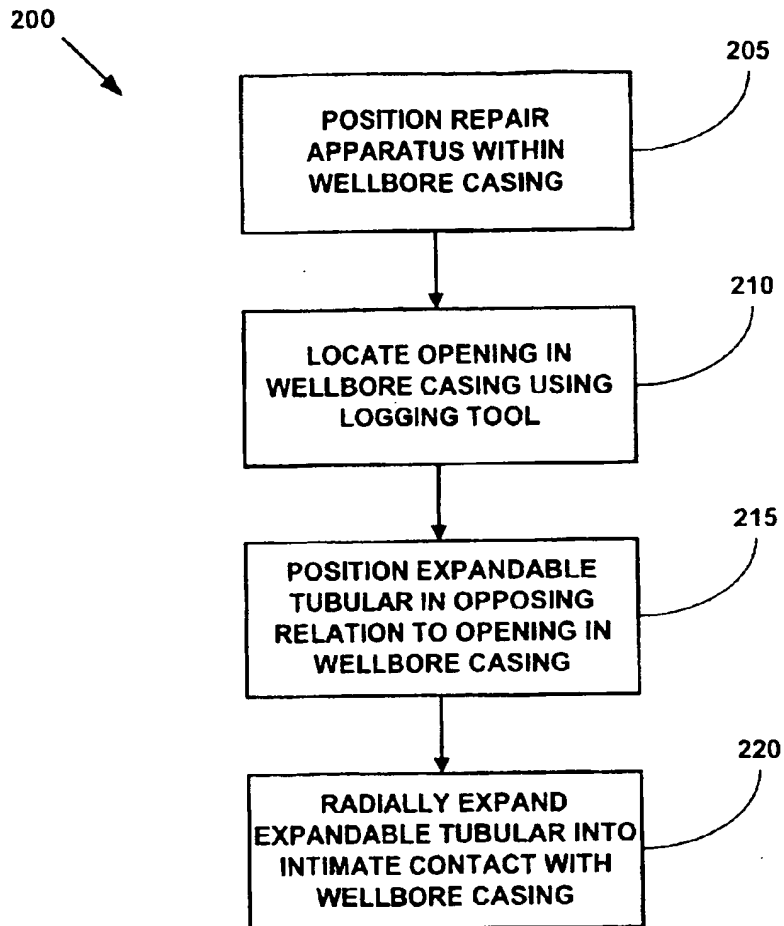 200
205
POSITION REPAIR
APPARATUS WITHIN
WELLBORE CASING
210
LOCATE OPENING IN
WELLBORE CASING USING
LOGGING TOOL
215
POSITION EXPANDABLE
TUBULAR IN OPPOSING
RELATION TO OPENING IN
WELLBORE CASING
220
RADIALLY EXPAND
EXPANDABLE TUBULAR INTO
INTIMATE CONTACT WITH
WELLBORE CASING